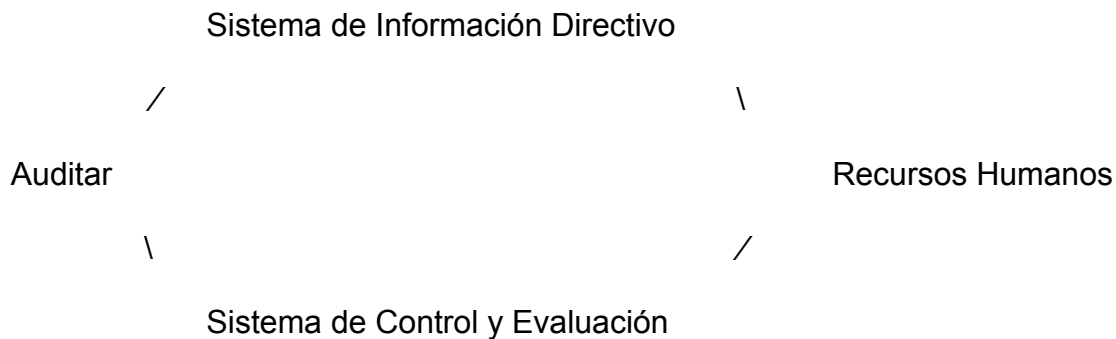 Sistema de Información Directivo
/ \
Auditar Recursos Humanos
\ /
Sistema de Control y Evaluación